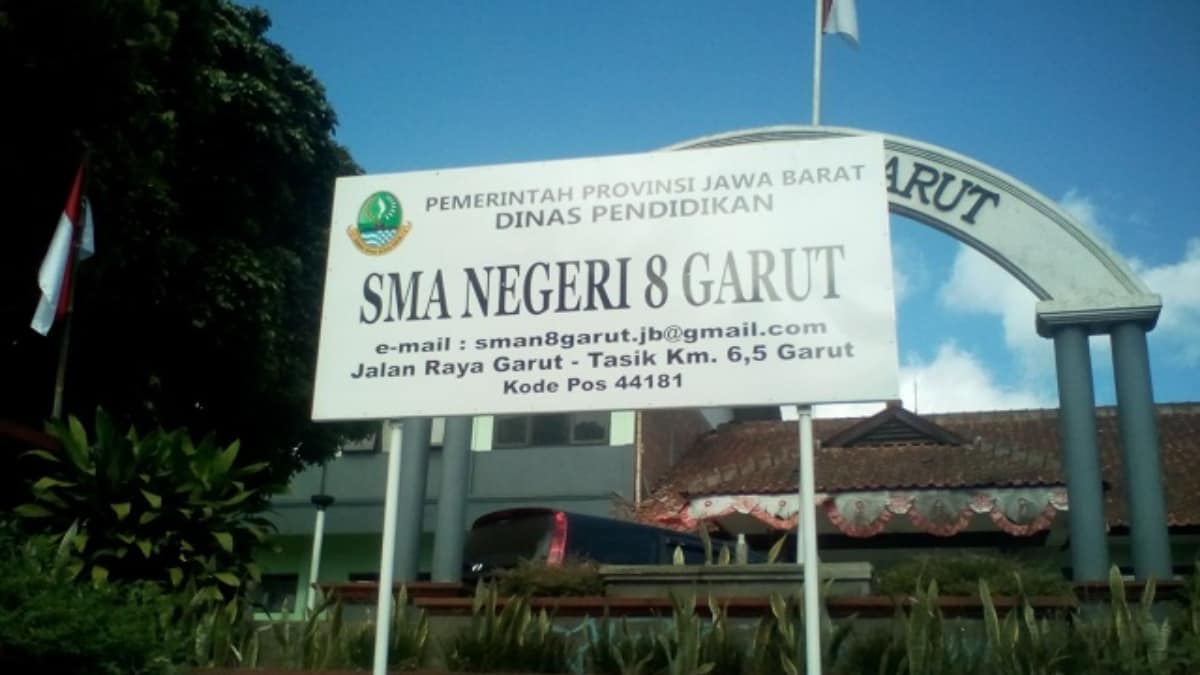 PEMERINTAH PROVINSI JAWA BARAT
DINAS PENDIDIKAN
SMA NEGERI 8 GARUT
e-mail : sman8garut.jb@gmail.com
Jalan Raya Garut - Tasik Km. 6,5 Garut
Kode Pos 44181
ARUT